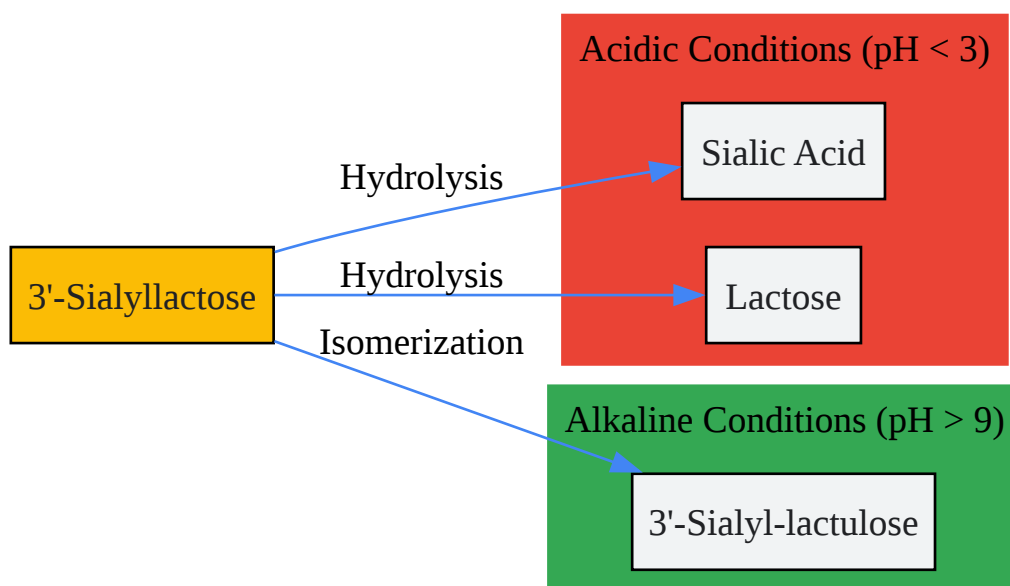 Acidic Conditions (pH < 3)
Sialic Acid
Hydrolysis
Hydrolysis
3'-Sialyllactose
Lactose
Isomerization
Alkaline Conditions (pH > 9)
3'-Sialyl-lactulose